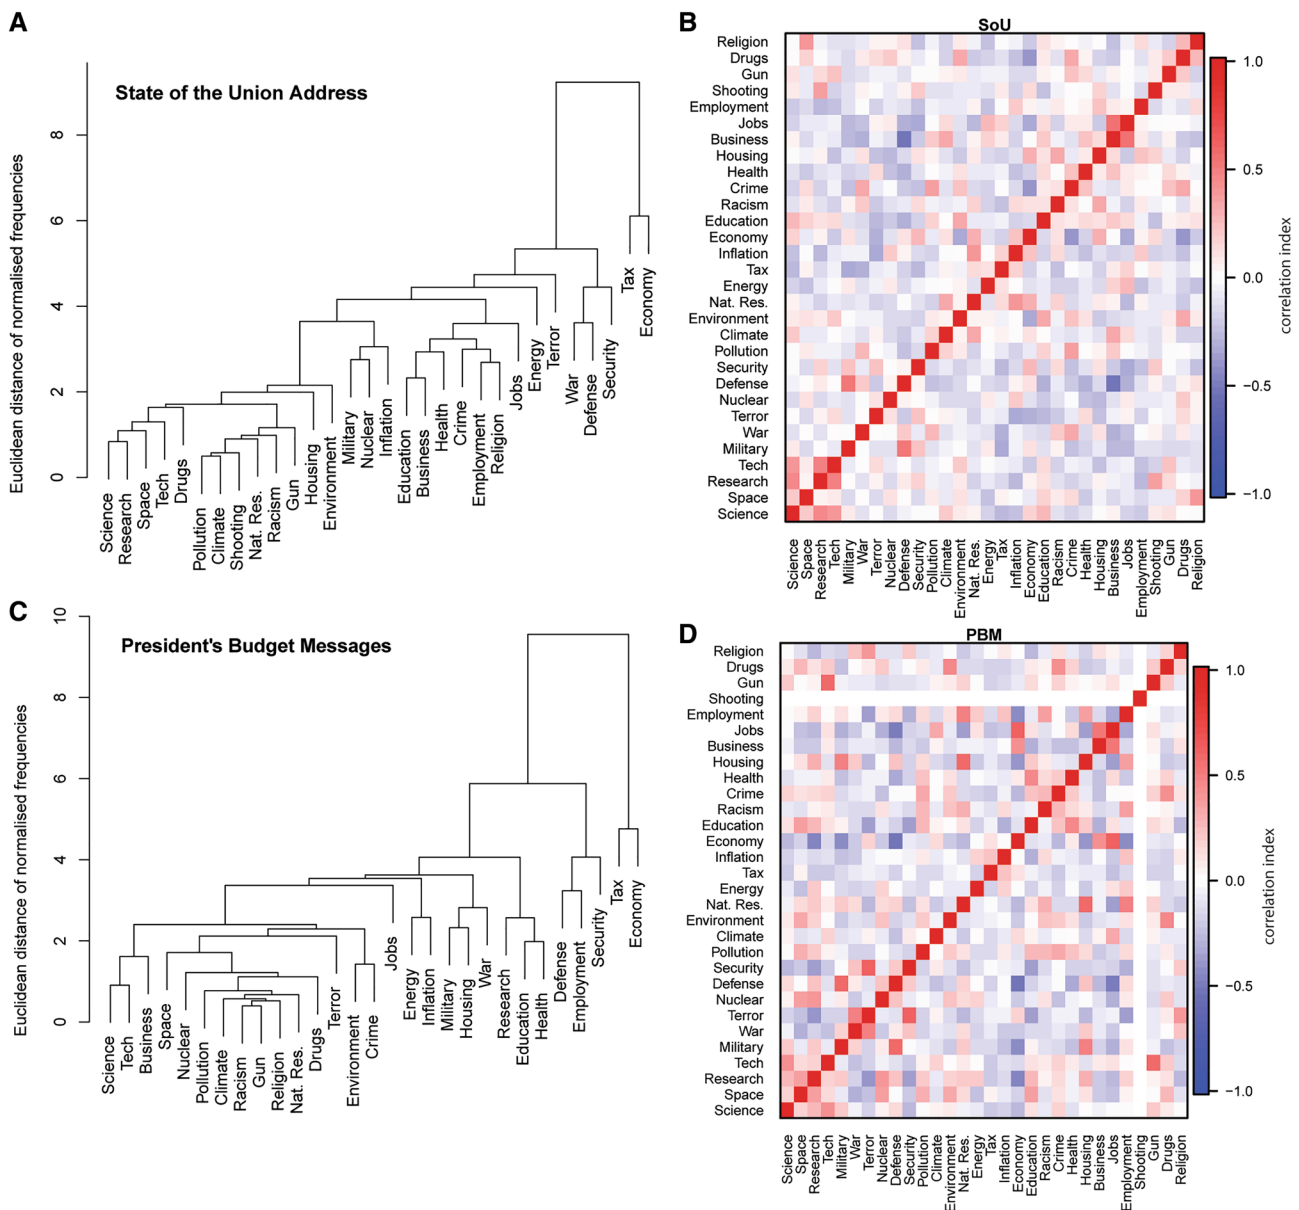 A
State of the Union Address
Euclidean distance of normalised frequencies
8
6
4
2
0
Science
Research
Space
Tech
Drugs
Pollution
Climate
Shooting
Nat. Res.
Racism
Gun
Housing
Environment
Military
Nuclear
Inflation
Education
Business
Health
Crime
Employment
Religion
Jobs
Energy
Terror
War
Defense
Security
Tax
Economy
B
SoU
Religion
Drugs
Gun
Shooting
Employment
Jobs
Business
Housing
Health
Crime
Racism
Education
Economy
Inflation
Tax
Energy
Nat. Res.
Environment
Climate
Pollution
Security
Defense
Nuclear
Terror
War
Military
Tech
Research
Space
Science
Science
Space
Research
Tech
Military
War
Terror
Nuclear
Defense
Security
Pollution
Climate
Environment
Nat. Res.
Energy
Tax
Inflation
Economy
Education
Racism
Crime
Health
Housing
Business
Jobs
Employment
Shooting
Gun
Drugs
Religion
1.0
0.5
0.0
−0.5
−1.0
correlation index
C
President's Budget Messages
Euclidean distance of normalised frequencies
10
8
6
4
2
0
Science
Tech
Business
Space
Nuclear
Pollution
Climate
Racism
Gun
Religion
Nat. Res.
Drugs
Terror
Environment
Crime
Jobs
Energy
Inflation
Military
Housing
War
Research
Education
Health
Defense
Employment
Security
Tax
Economy
D
PBM
Religion
Drugs
Gun
Shooting
Employment
Jobs
Business
Housing
Health
Crime
Racism
Education
Economy
Inflation
Tax
Energy
Nat. Res.
Environment
Climate
Pollution
Security
Defense
Nuclear
Terror
War
Military
Tech
Research
Space
Science
Science
Space
Research
Tech
Military
War
Terror
Nuclear
Defense
Security
Pollution
Climate
Environment
Nat. Res.
Energy
Tax
Inflation
Economy
Education
Racism
Crime
Health
Housing
Business
Jobs
Employment
Shooting
Gun
Drugs
Religion
1.0
0.5
0.0
−0.5
−1.0
correlation index